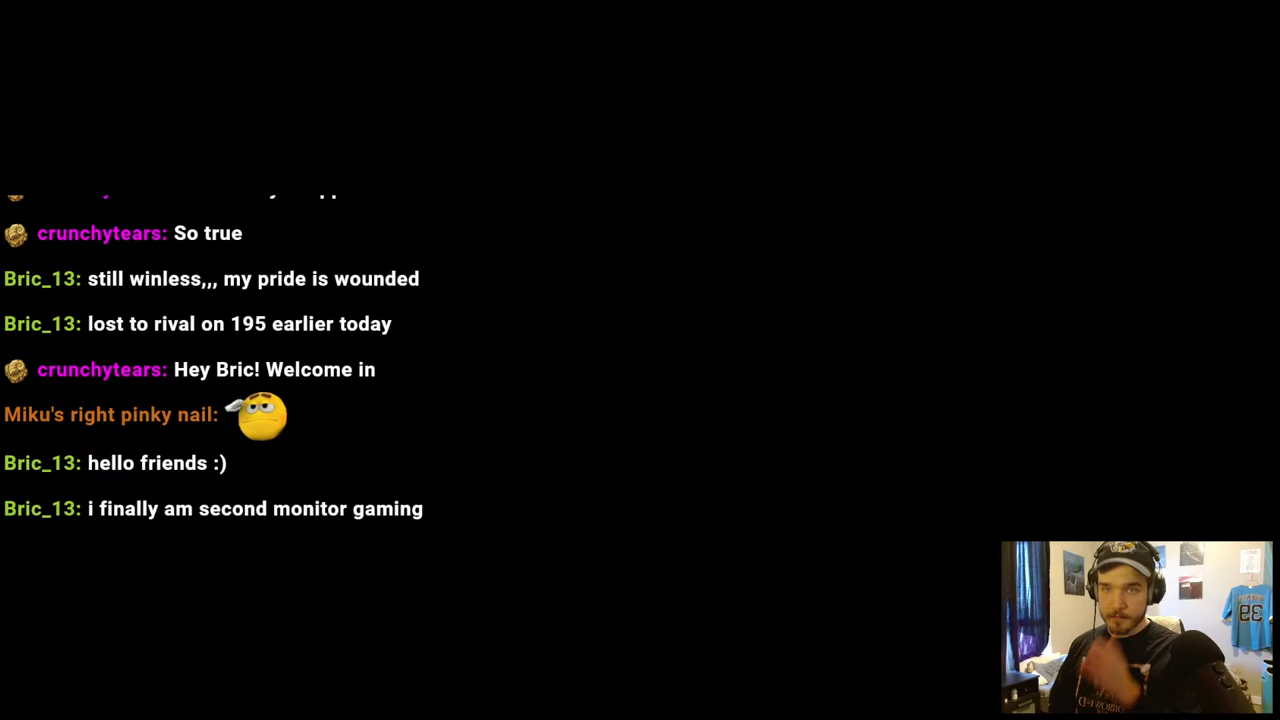 crunchytears: So true
Bric_13: still winless,,, my pride is wounded
Bric_13: lost to rival on 195 earlier today
crunchytears: Hey Bric! Welcome in
Miku's right pinky nail:
Bric_13: hello friends :)
Bric_13: i finally am second monitor gaming